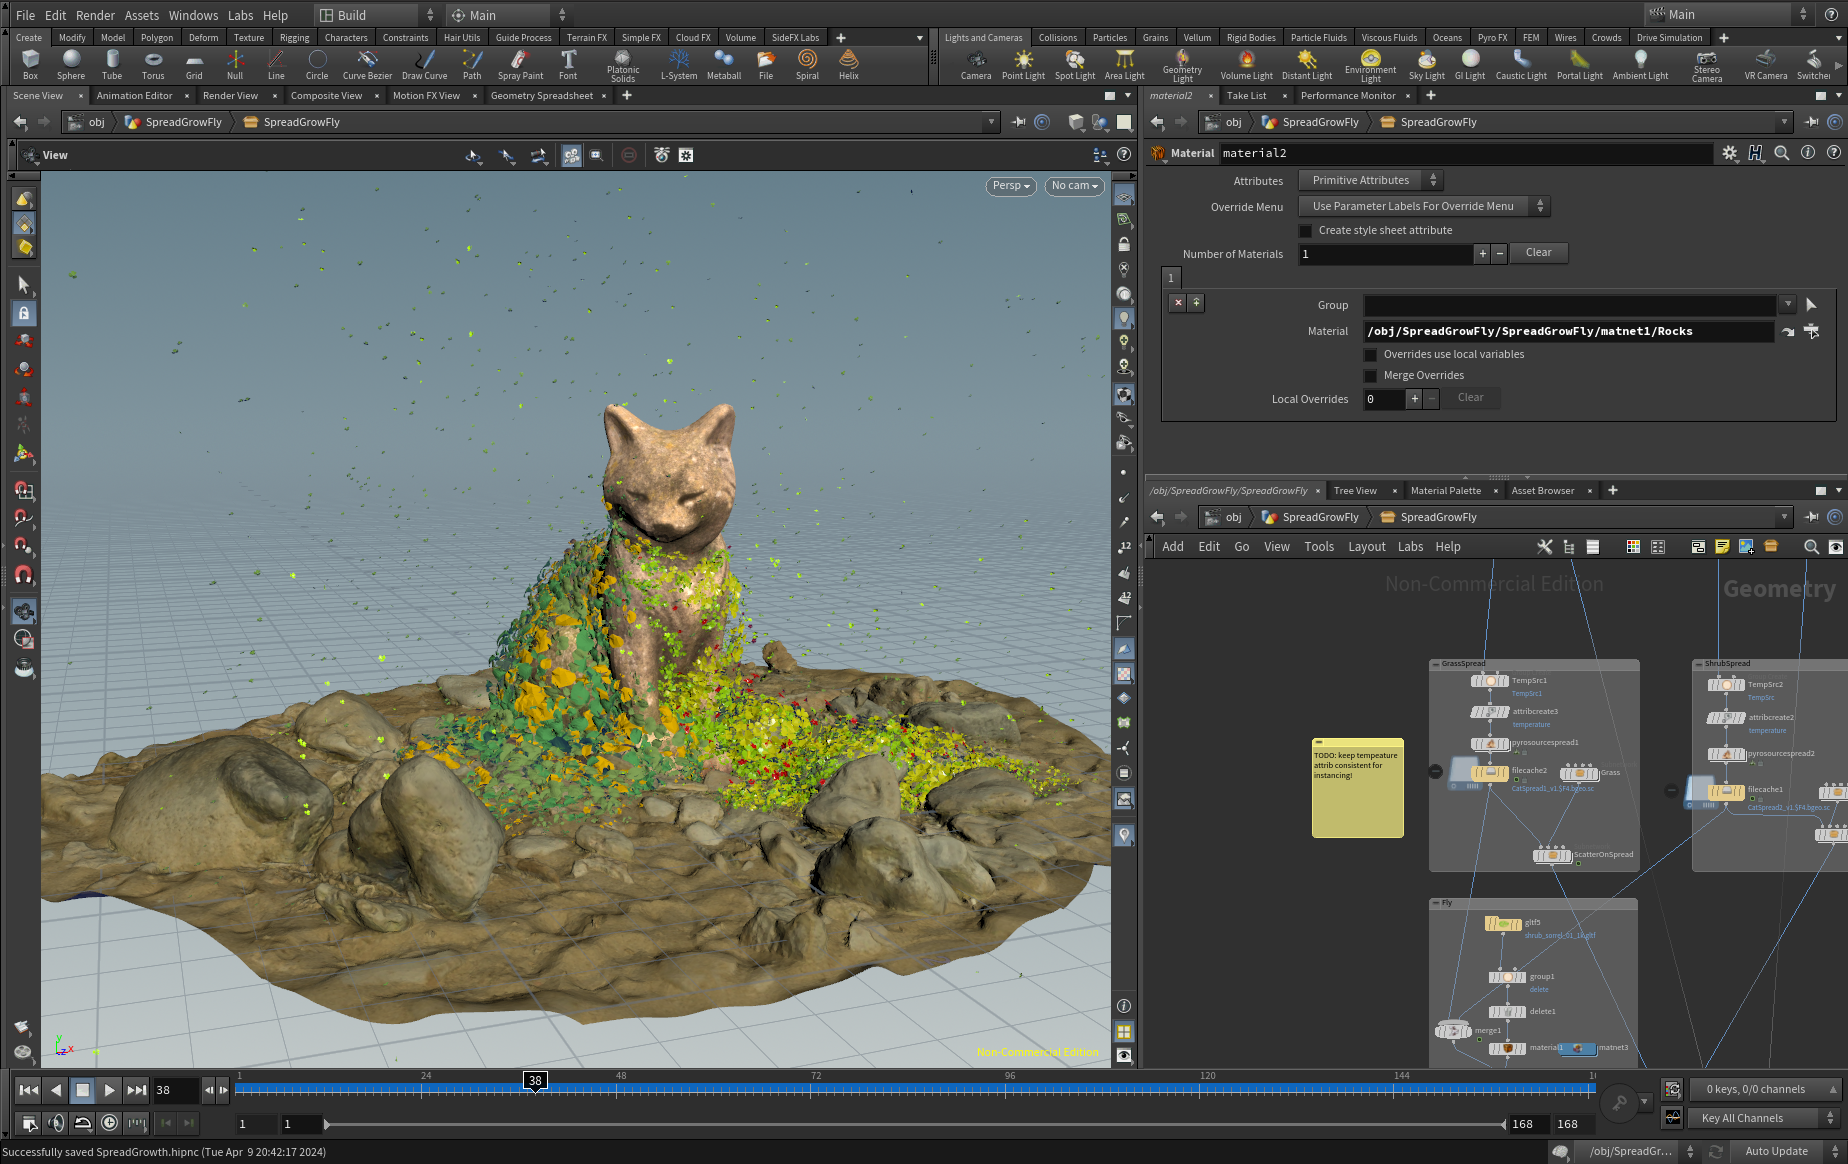 File Edit Render Assets Windows Labs Help Build Main Main
Create Modify Model Polygon Deform Texture Rigging Characters Constraints Hair Utils Guide Process Terrain FX Simple FX Cloud FX Volume SideFX Labs
Lights and Cameras Collisions Particles Grains Vellum Rigid Bodies Particle Fluids Viscous Fluids Oceans Pyro FX FEM Wires Crowds Drive Simulation
Box Sphere Tube Torus Grid Null Line Circle Curve Bezier Draw Curve Path Spray Paint Font Platonic Solids L-System Metaball File Spiral Helix
Camera Point Light Spot Light Area Light Geometry Light Volume Light Distant Light Environment Light Sky Light GI Light Caustic Light Portal Light Ambient Light Stereo Camera VR Camera Switcher
Scene View Animation Editor Render View Composite View Motion FX View Geometry Spreadsheet
obj SpreadGrowFly SpreadGrowFly
View
Persp No cam
Non-Commercial Edition
y
x
z
material2 Take List Performance Monitor
obj SpreadGrowFly SpreadGrowFly
Material material2
Attributes Primitive Attributes
Override Menu Use Parameter Labels For Override Menu
Create style sheet attribute
Number of Materials 1 Clear
1
Group
Material /obj/SpreadGrowFly/SpreadGrowFly/matnet1/Rocks
Overrides use local variables
Merge Overrides
Local Overrides 0 Clear
/obj/SpreadGrowFly/SpreadGrowFly Tree View Material Palette Asset Browser
obj SpreadGrowFly SpreadGrowFly
Add Edit Go View Tools Layout Labs Help
Non-Commercial Edition
Geometry
GrassSpread
TempSrc1
TempSrc1
attribcreate3
temperature
pyrosourcespread1
filecache2
CatSpread1_v1.$F4.bgeo.sc
Grass
ScatterOnSpread
ShrubSpread
TempSrc2
TempSrc
attribcreate2
temperature
pyrosourcespread2
filecache1
CatSpread2_v1.$F4.bgeo.sc
TODO: keep tempeature
attrib consistent for
instancing!
Fly
gltf5
shrub_sorrel_01_1k.gltf
group1
delete
delete1
merge1
material1
matnet3
38
1 24 38 48 72 96 120 144
1 1 168 168
0 keys, 0/0 channels
Key All Channels
Successfully saved SpreadGrowth.hipnc (Tue Apr 9 20:42:17 2024)
/obj/SpreadGr... Auto Update